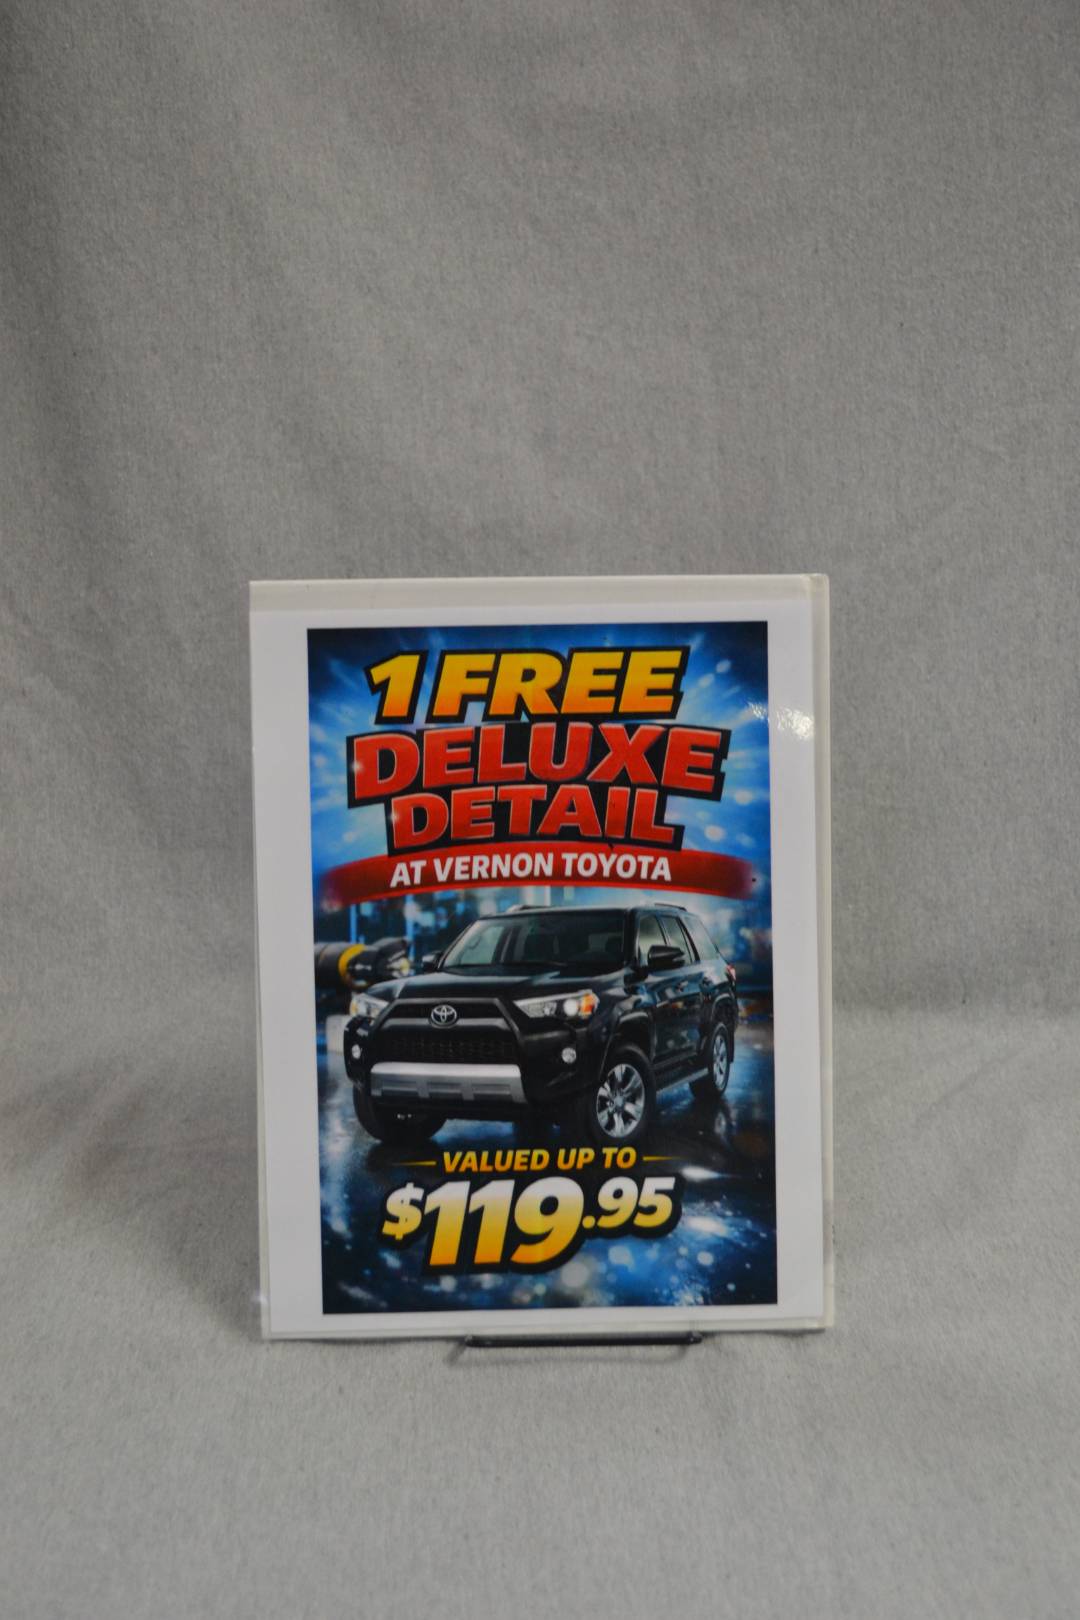 1 FREE
DELUXE
DETAIL
AT VERNON TOYOTA
VALUED UP TO
$119.95